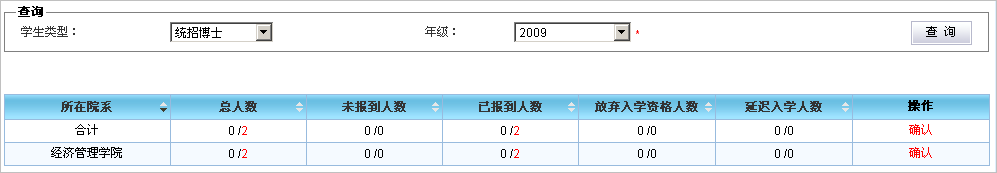 查询
学生类型： 统招博士 年级： 2009 * 查 询
所在院系 总人数 未报到人数 已报到人数 放弃入学资格人数 延迟入学人数 操作
合计 0 /2 0 /0 0 /2 0 /0 0 /0 确认
经济管理学院 0 /2 0 /0 0 /2 0 /0 0 /0 确认